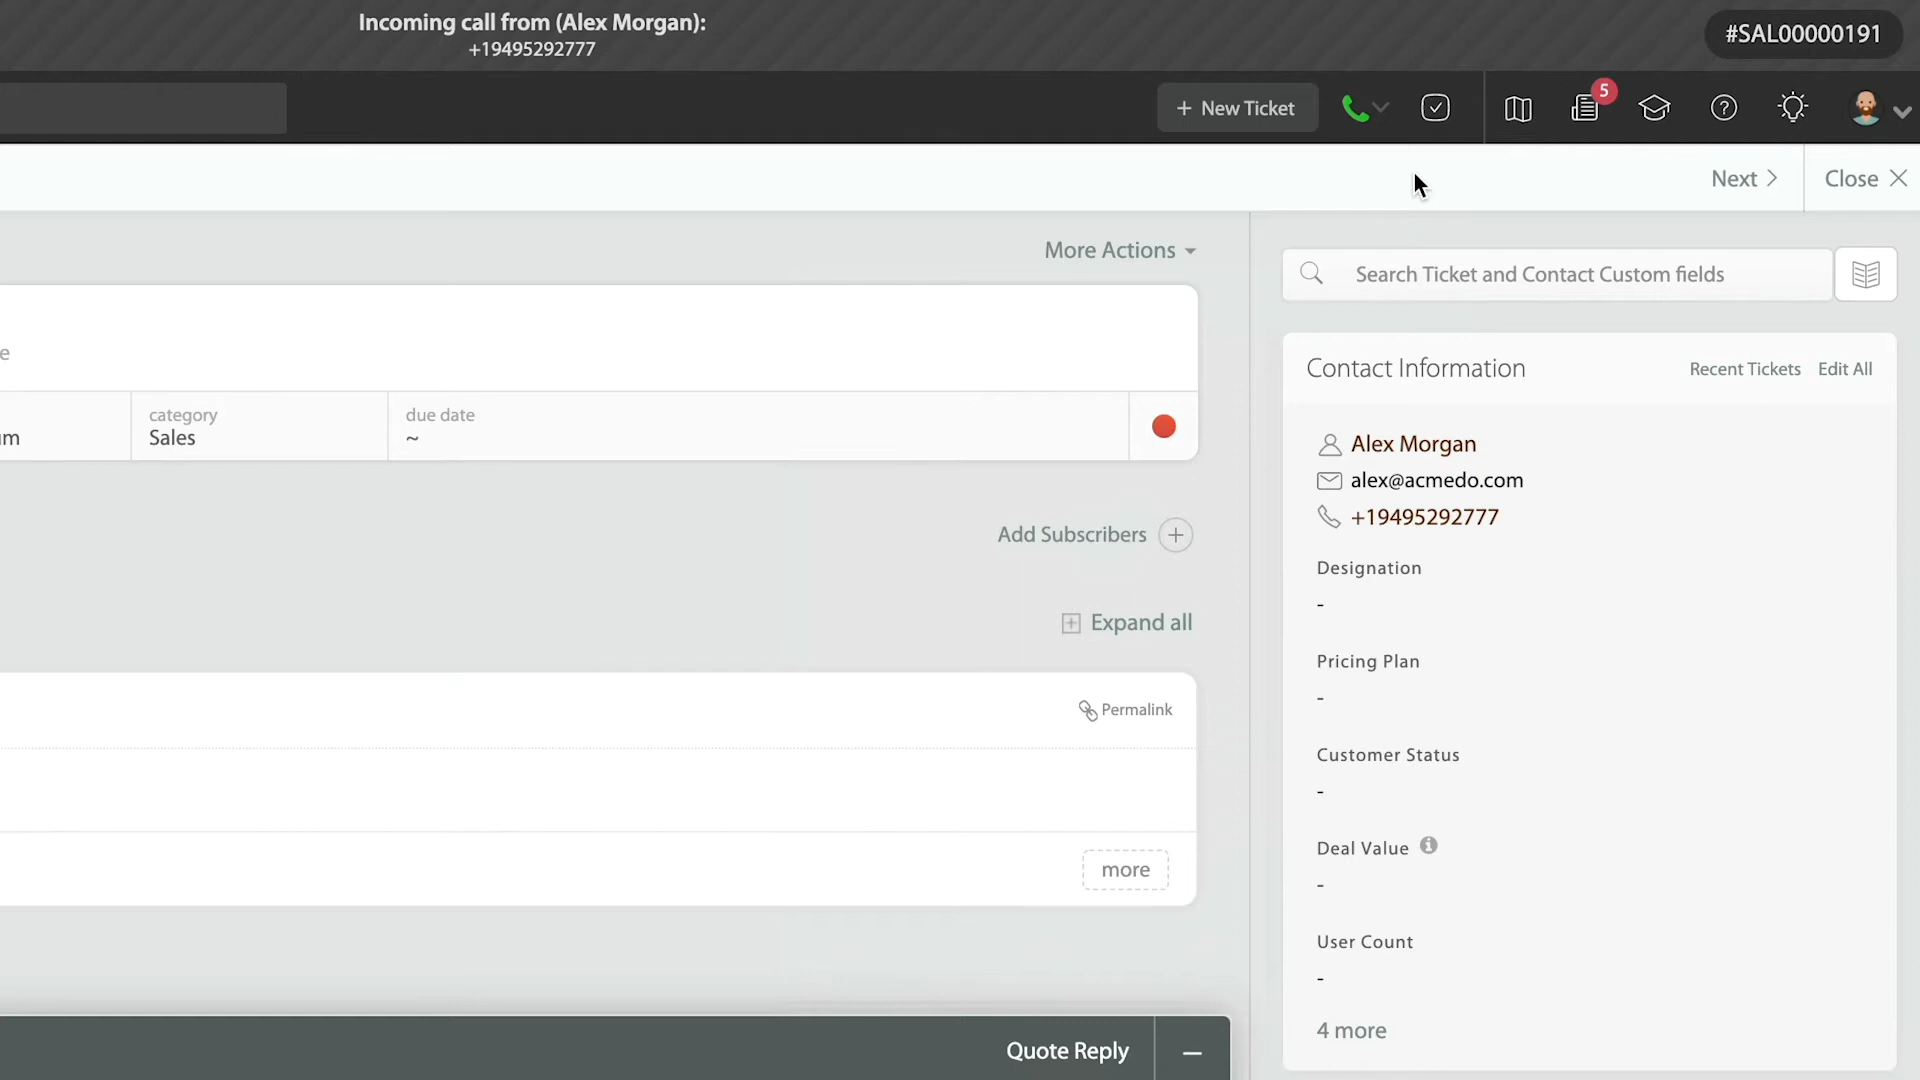 Incoming call from (Alex Morgan):
+19495292777
#SAL00000191
+ New Ticket
5
Next
Close
More Actions
Search Ticket and Contact Custom fields
e
Contact Information
Recent Tickets
Edit All
um
category
Sales
due date
~
Alex Morgan
alex@acmedo.com
+19495292777
Add Subscribers
Designation
-
Expand all
Pricing Plan
-
Permalink
Customer Status
-
Deal Value
-
more
User Count
-
4 more
Quote Reply